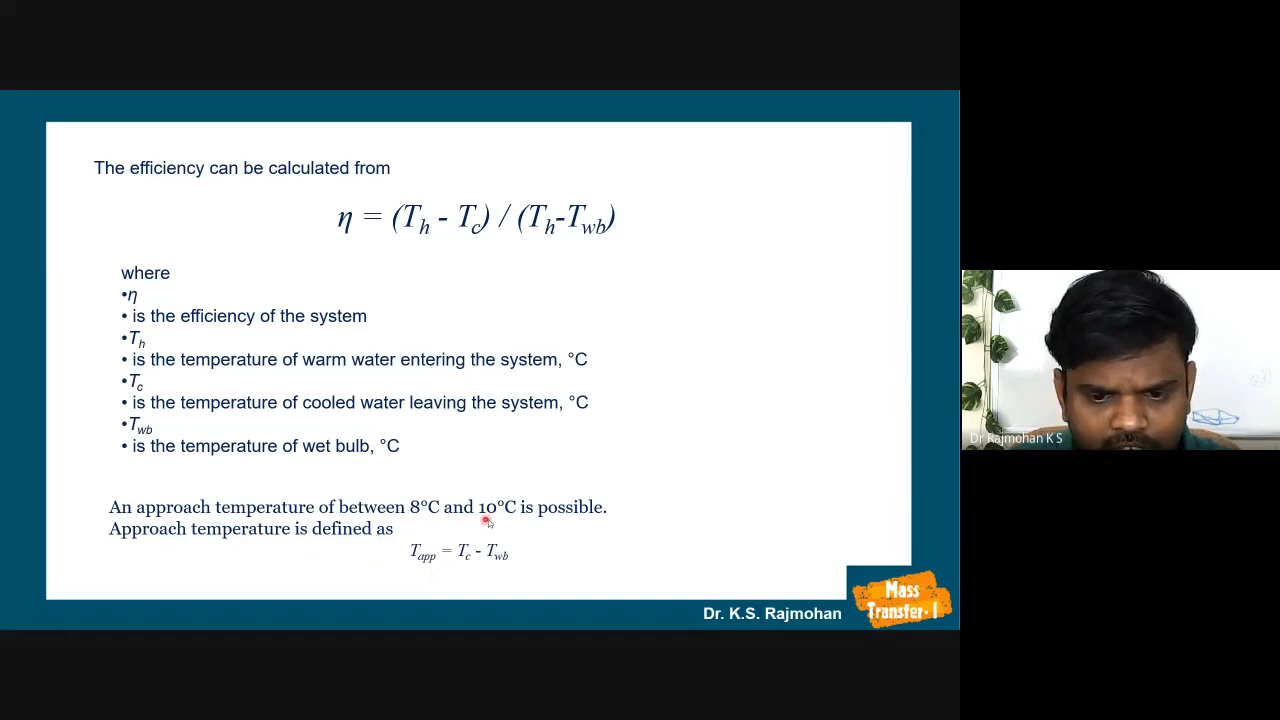 The efficiency can be calculated from
η = (Th - Tc) / (Th-Twb)
where
•η
• is the efficiency of the system
•Th
• is the temperature of warm water entering the system, °C
•Tc
• is the temperature of cooled water leaving the system, °C
•Twb
• is the temperature of wet bulb, °C
An approach temperature of between 8°C and 10°C is possible.
Approach temperature is defined as
Tapp = Tc - Twb
Dr. K.S. Rajmohan
Mass
Transfer- I
Dr Rajmohan K S